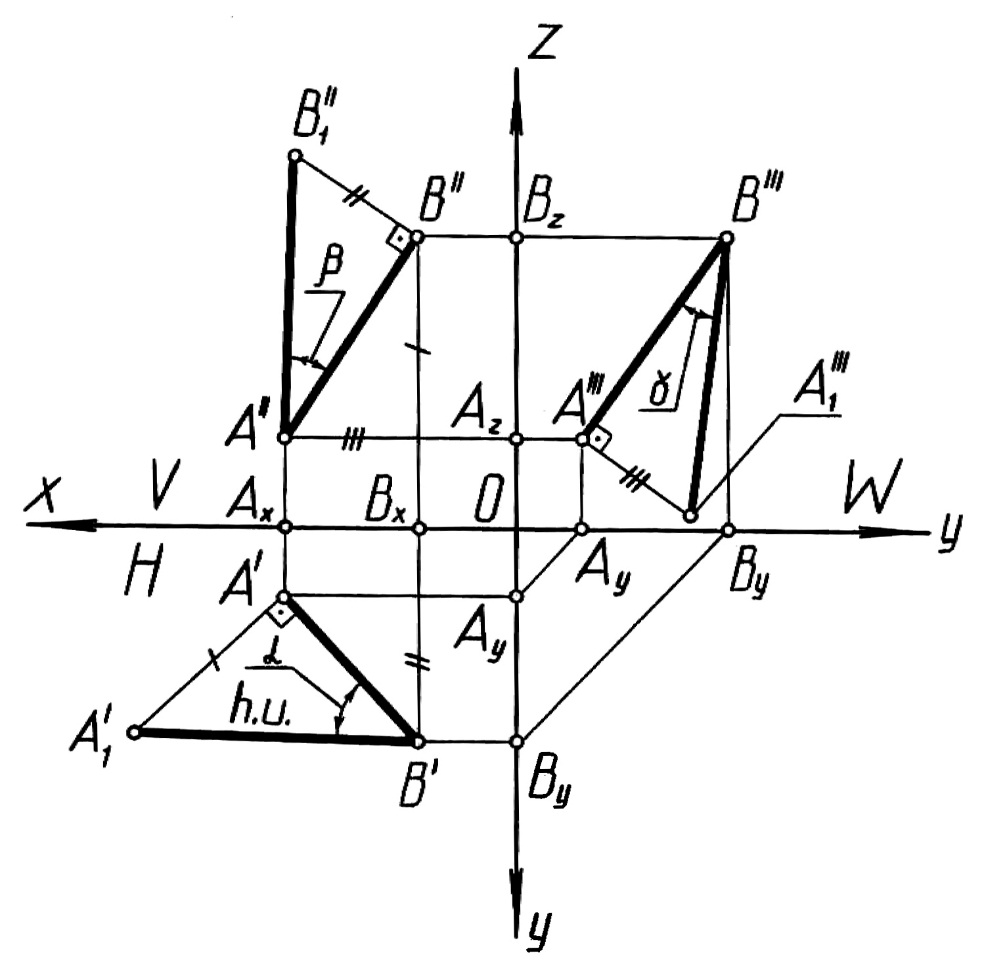 Z
B₁"
B" B_z B'''
β
γ
A" A_z A''' A₁'''
X V A_x B_x O W y
H A' A_y B_y
A_y
α
h.u.
A₁'
B' B_y
y